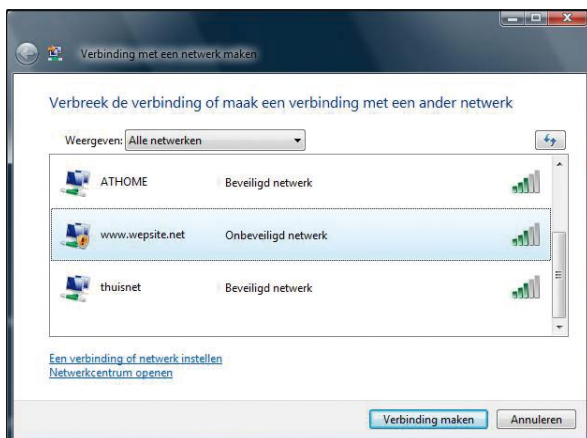 Verbinding met een netwerk maken
Verbreek de verbinding of maak een verbinding met een ander netwerk
Weergeven: Alle netwerken
ATHOME Beveiligd netwerk
www.wepsite.net Onbeveiligd netwerk
thuisnet Beveiligd netwerk
Een verbinding of netwerk instellen
Netwerkcentrum openen
Verbinding maken Annuleren